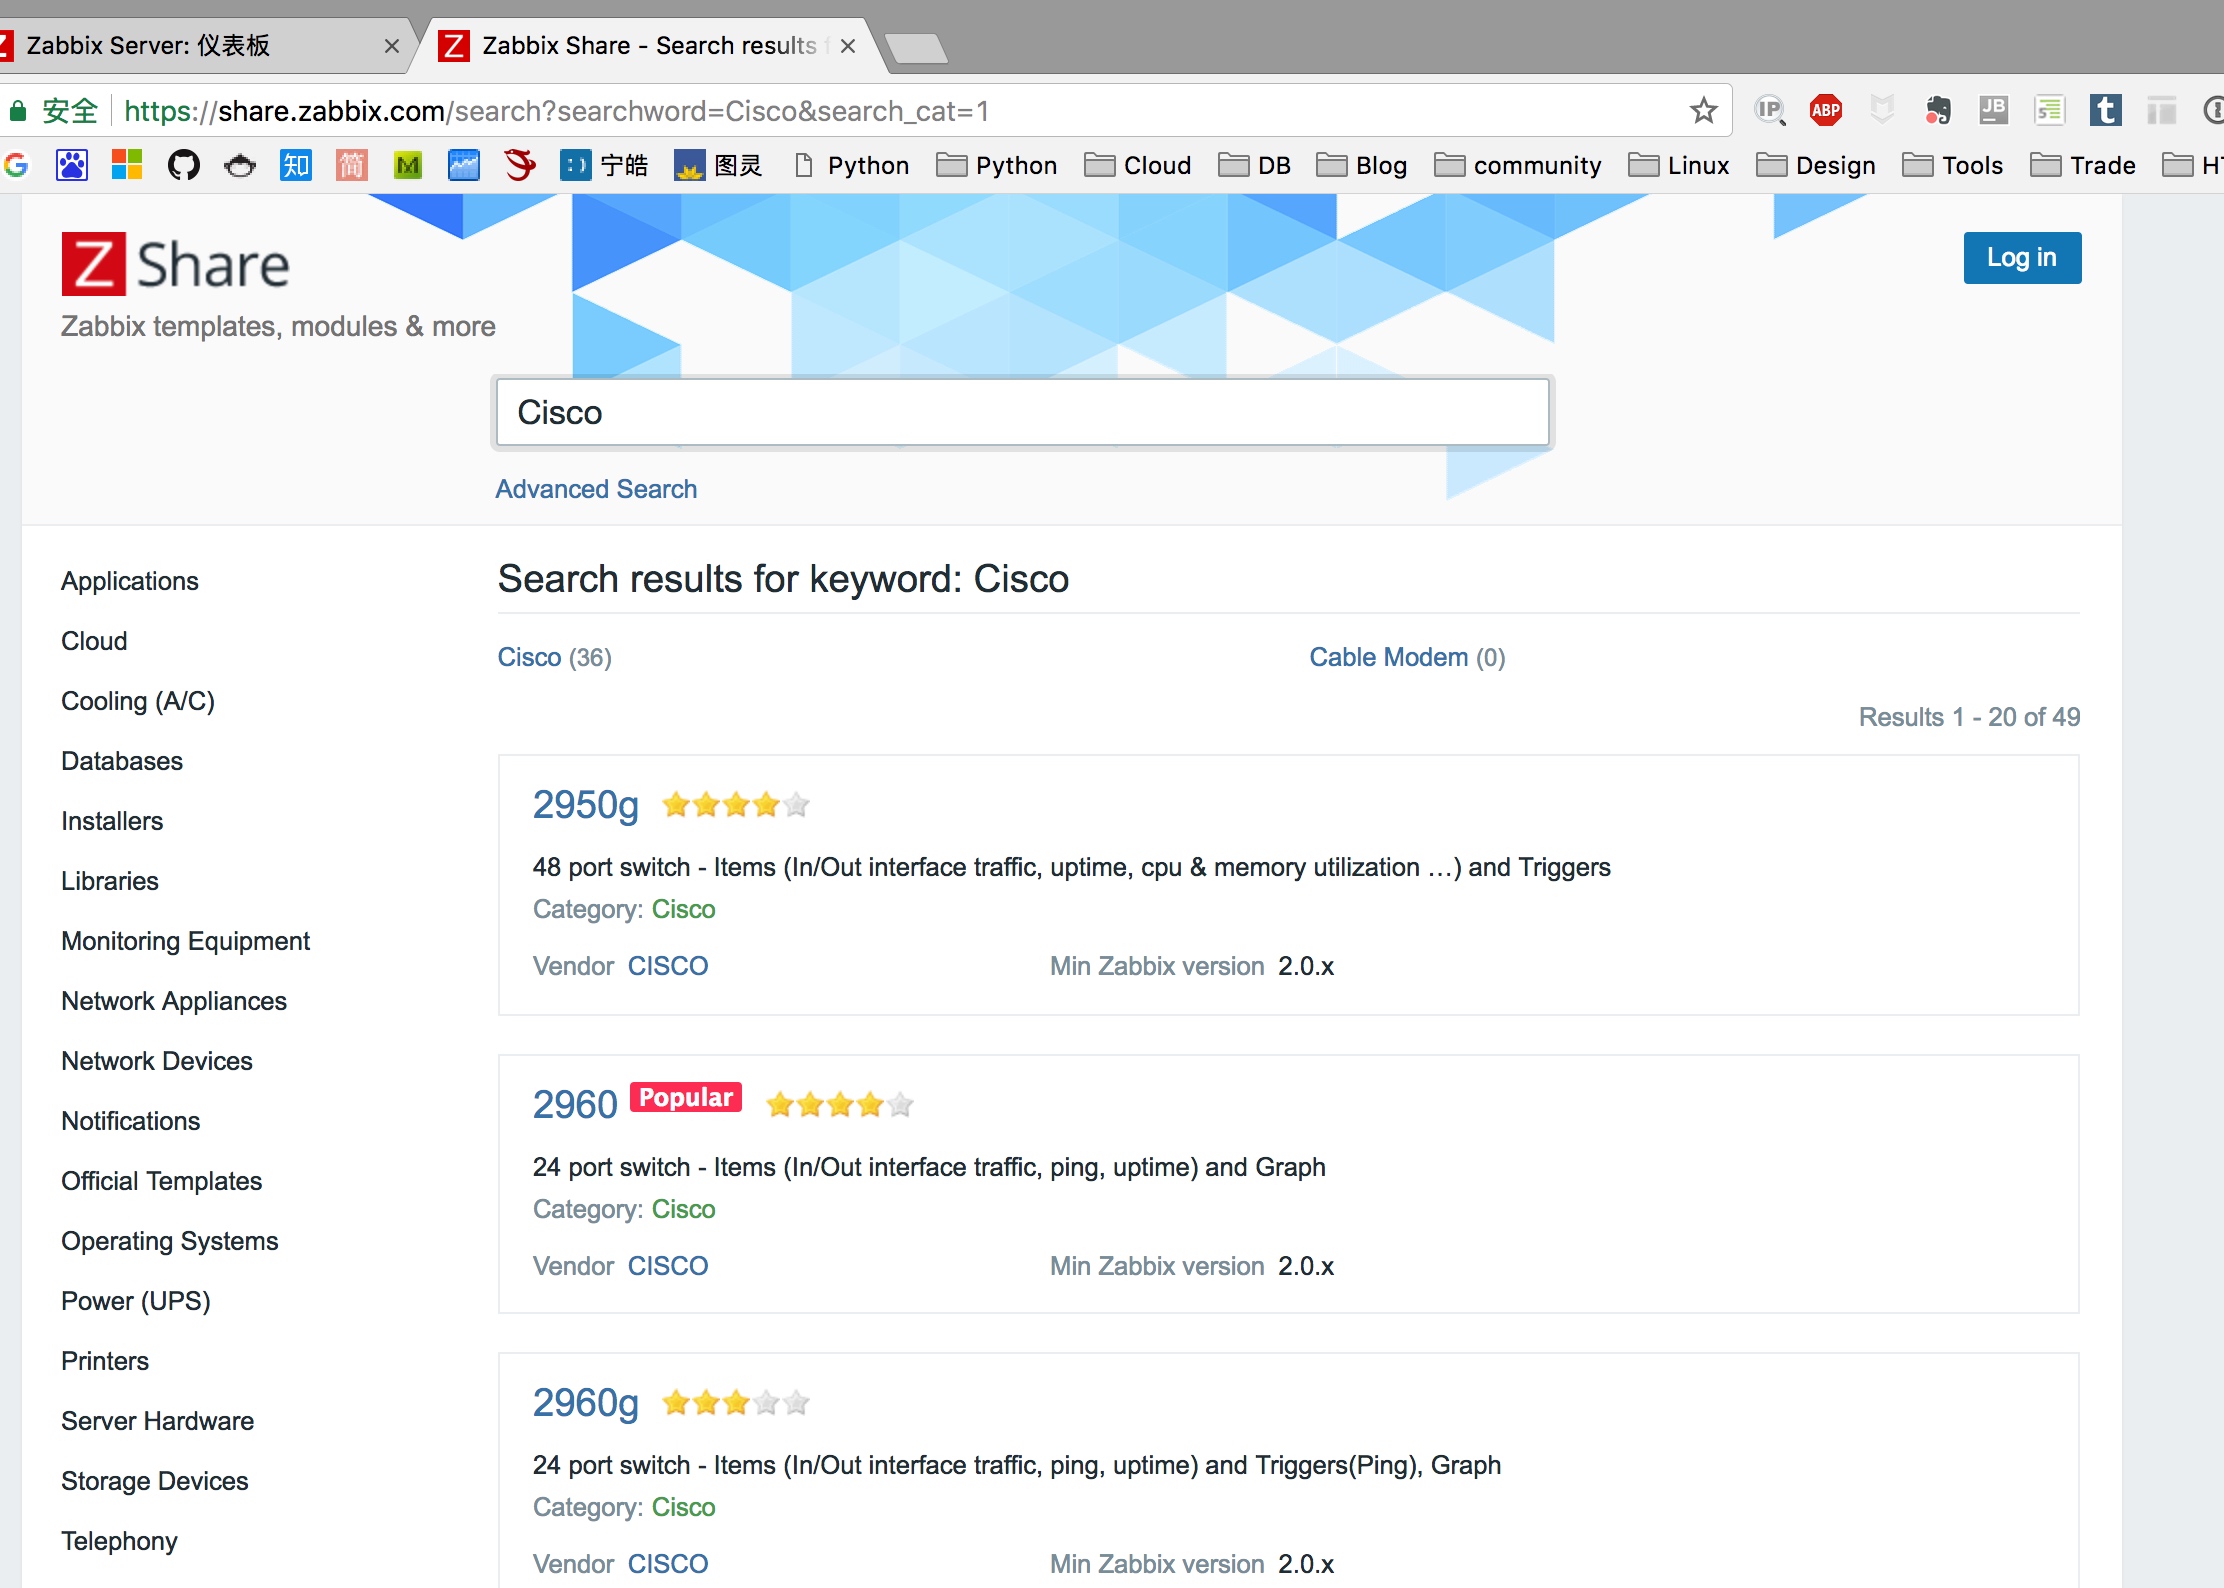 Zabbix Server: 仪表板
Zabbix Share - Search results f
安全
https://share.zabbix.com/search?searchword=Cisco&search_cat=1
IP
ABP
JB
t
知
简
M
宁皓
图灵
Python
Python
Cloud
DB
Blog
community
Linux
Design
Tools
Trade
Z Share
Log in
Zabbix templates, modules & more
Cisco
Advanced Search
Applications
Cloud
Cooling (A/C)
Databases
Installers
Libraries
Monitoring Equipment
Network Appliances
Network Devices
Notifications
Official Templates
Operating Systems
Power (UPS)
Printers
Server Hardware
Storage Devices
Telephony
Search results for keyword: Cisco
Cisco (36)
Cable Modem (0)
Results 1 - 20 of 49
2950g
48 port switch - Items (In/Out interface traffic, uptime, cpu & memory utilization …) and Triggers
Category: Cisco
Vendor CISCO
Min Zabbix version 2.0.x
2960 Popular
24 port switch - Items (In/Out interface traffic, ping, uptime) and Graph
Category: Cisco
Vendor CISCO
Min Zabbix version 2.0.x
2960g
24 port switch - Items (In/Out interface traffic, ping, uptime) and Triggers(Ping), Graph
Category: Cisco
Vendor CISCO
Min Zabbix version 2.0.x